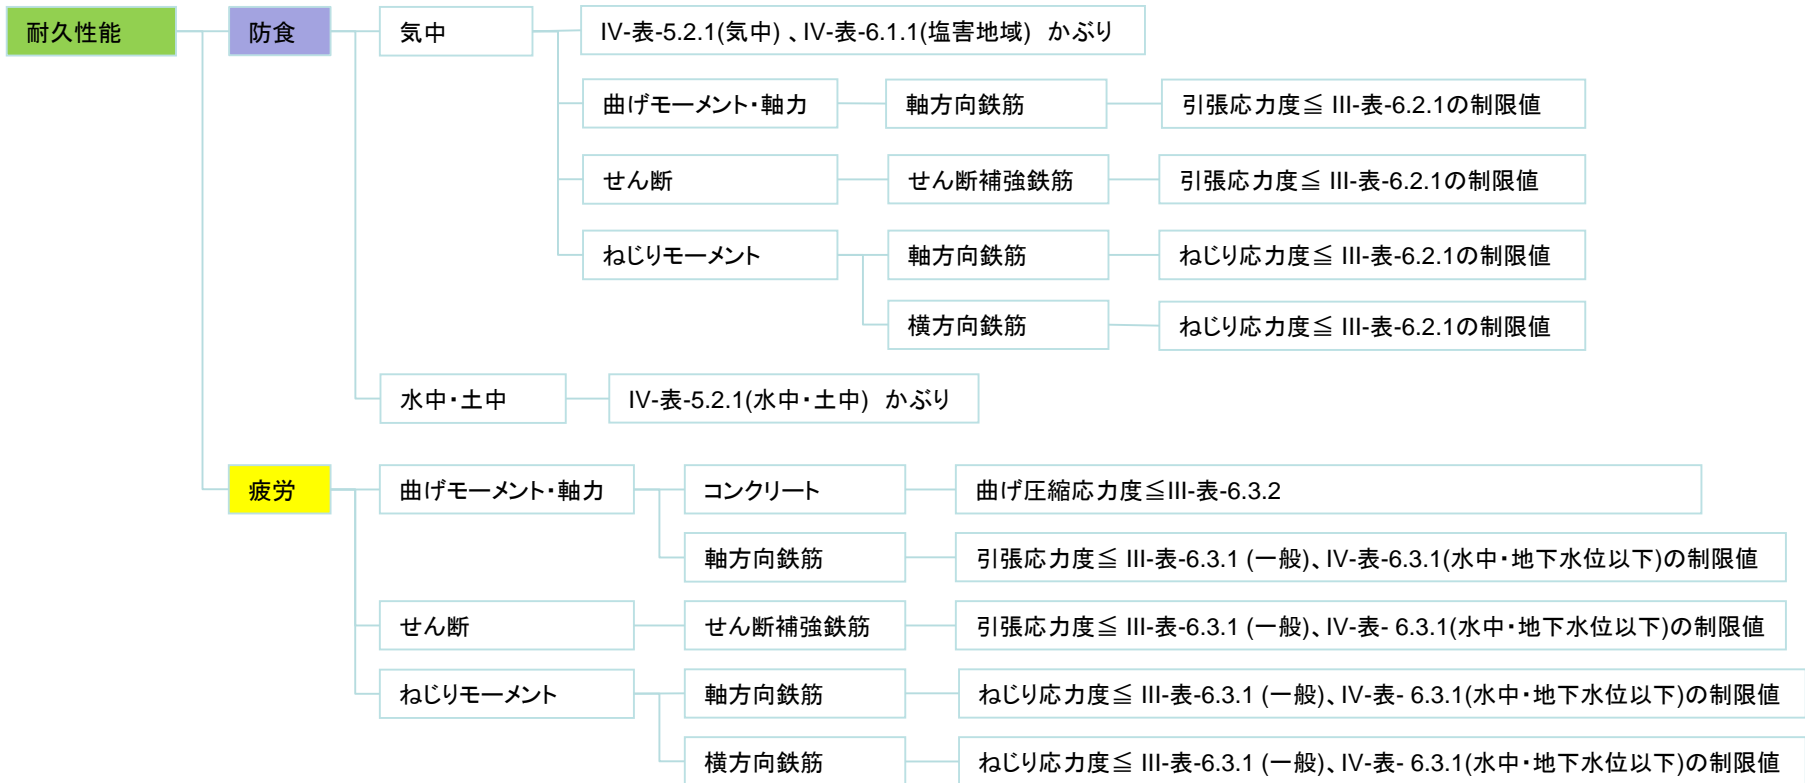 耐久性能
防食
気中
IV-表-5.2.1(気中) 、IV-表-6.1.1(塩害地域) かぶり
曲げモーメント・軸力
軸方向鉄筋
引張応力度≦ III-表-6.2.1の制限値
せん断
せん断補強鉄筋
引張応力度≦ III-表-6.2.1の制限値
ねじりモーメント
軸方向鉄筋
ねじり応力度≦ III-表-6.2.1の制限値
横方向鉄筋
ねじり応力度≦ III-表-6.2.1の制限値
水中・土中
IV-表-5.2.1(水中・土中) かぶり
疲労
曲げモーメント・軸力
コンクリート
曲げ圧縮応力度≦III-表-6.3.2
軸方向鉄筋
引張応力度≦ III-表-6.3.1 (一般)、IV-表-6.3.1(水中・地下水位以下)の制限値
せん断
せん断補強鉄筋
引張応力度≦ III-表-6.3.1 (一般)、IV-表- 6.3.1(水中・地下水位以下)の制限値
ねじりモーメント
軸方向鉄筋
ねじり応力度≦ III-表-6.3.1 (一般)、IV-表- 6.3.1(水中・地下水位以下)の制限値
横方向鉄筋
ねじり応力度≦ III-表-6.3.1 (一般)、IV-表- 6.3.1(水中・地下水位以下)の制限値